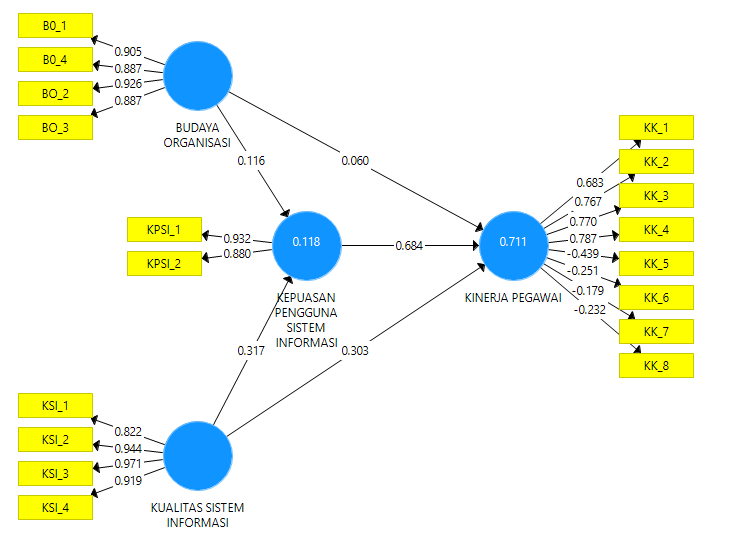 B0_1
B0_4
BO_2
BO_3
0.905
0.887
0.926
0.887
BUDAYA
ORGANISASI
0.116
0.060
KPSI_1
KPSI_2
0.932
0.880
0.118
KEPUASAN
PENGGUNA
SISTEM
INFORMASI
0.684
0.711
KINERJA PEGAWAI
0.683
0.767
0.770
0.787
-0.439
-0.251
-0.179
-0.232
KK_1
KK_2
KK_3
KK_4
KK_5
KK_6
KK_7
KK_8
0.317
0.303
KSI_1
KSI_2
KSI_3
KSI_4
0.822
0.944
0.971
0.919
KUALITAS SISTEM
INFORMASI